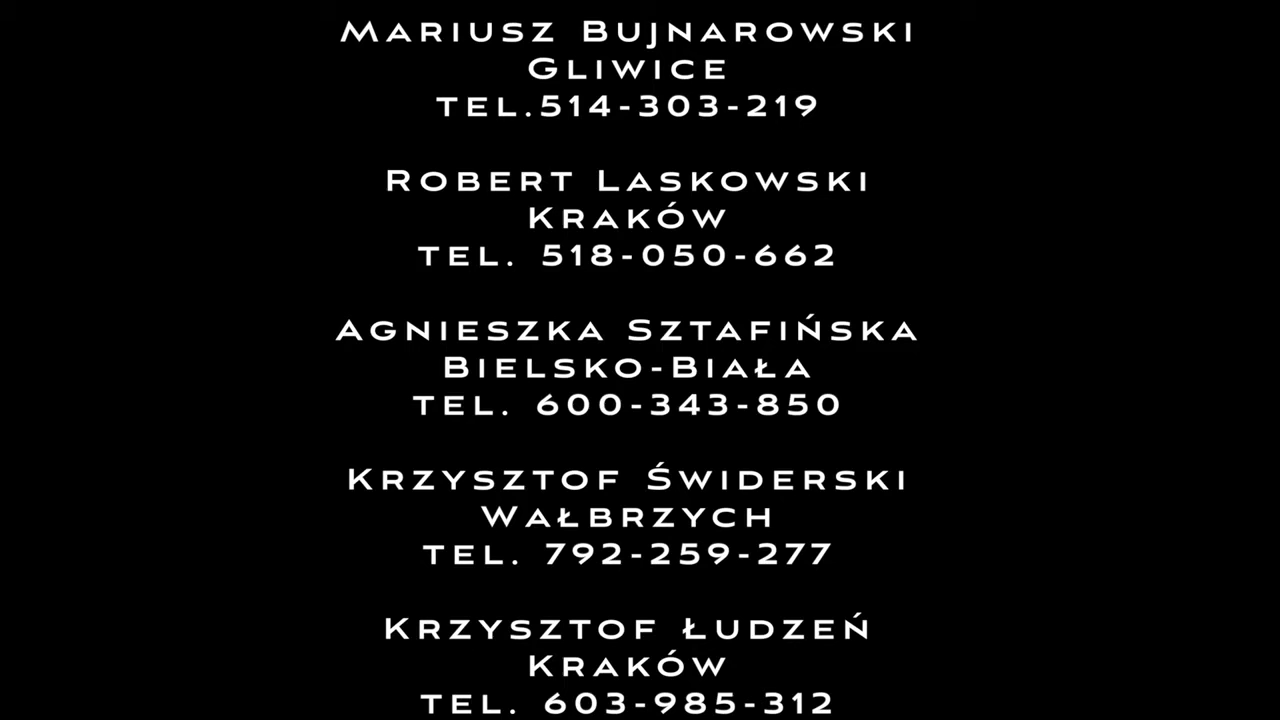 Mariusz Bujnarowski
Gliwice
tel.514-303-219
Robert Laskowski
Kraków
tel. 518-050-662
Agnieszka Sztafińska
Bielsko-Biała
tel. 600-343-850
Krzysztof Świderski
Wałbrzych
tel. 792-259-277
Krzysztof Łudzeń
Kraków
tel. 603-985-312